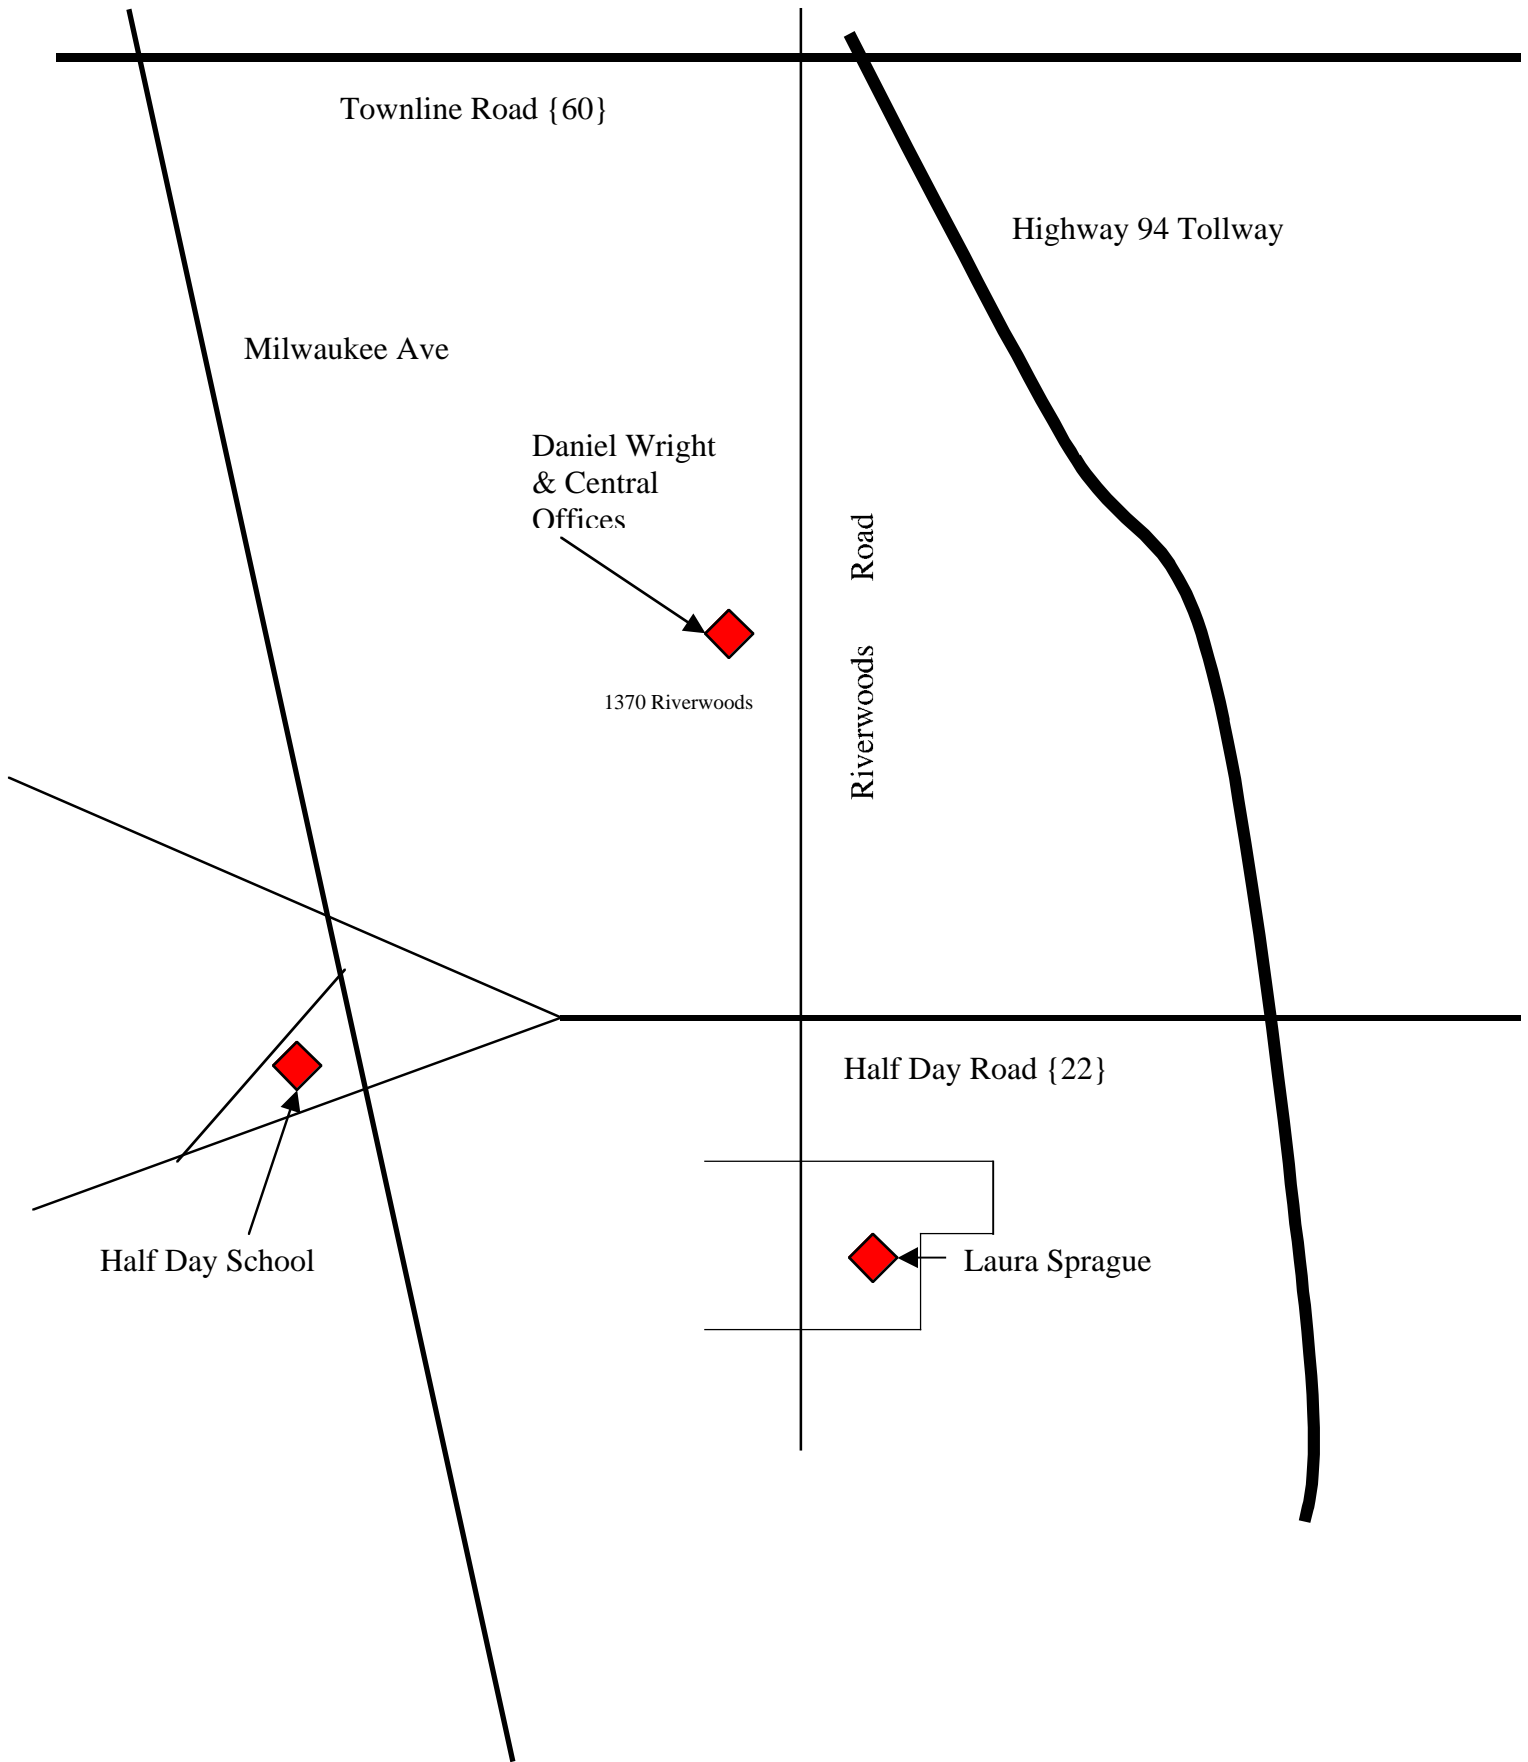 Townline Road {60}
Highway 94 Tollway
Milwaukee Ave
Daniel Wright
& Central
Offices
Riverwoods Road
1370 Riverwoods
Half Day Road {22}
Half Day School
Laura Sprague